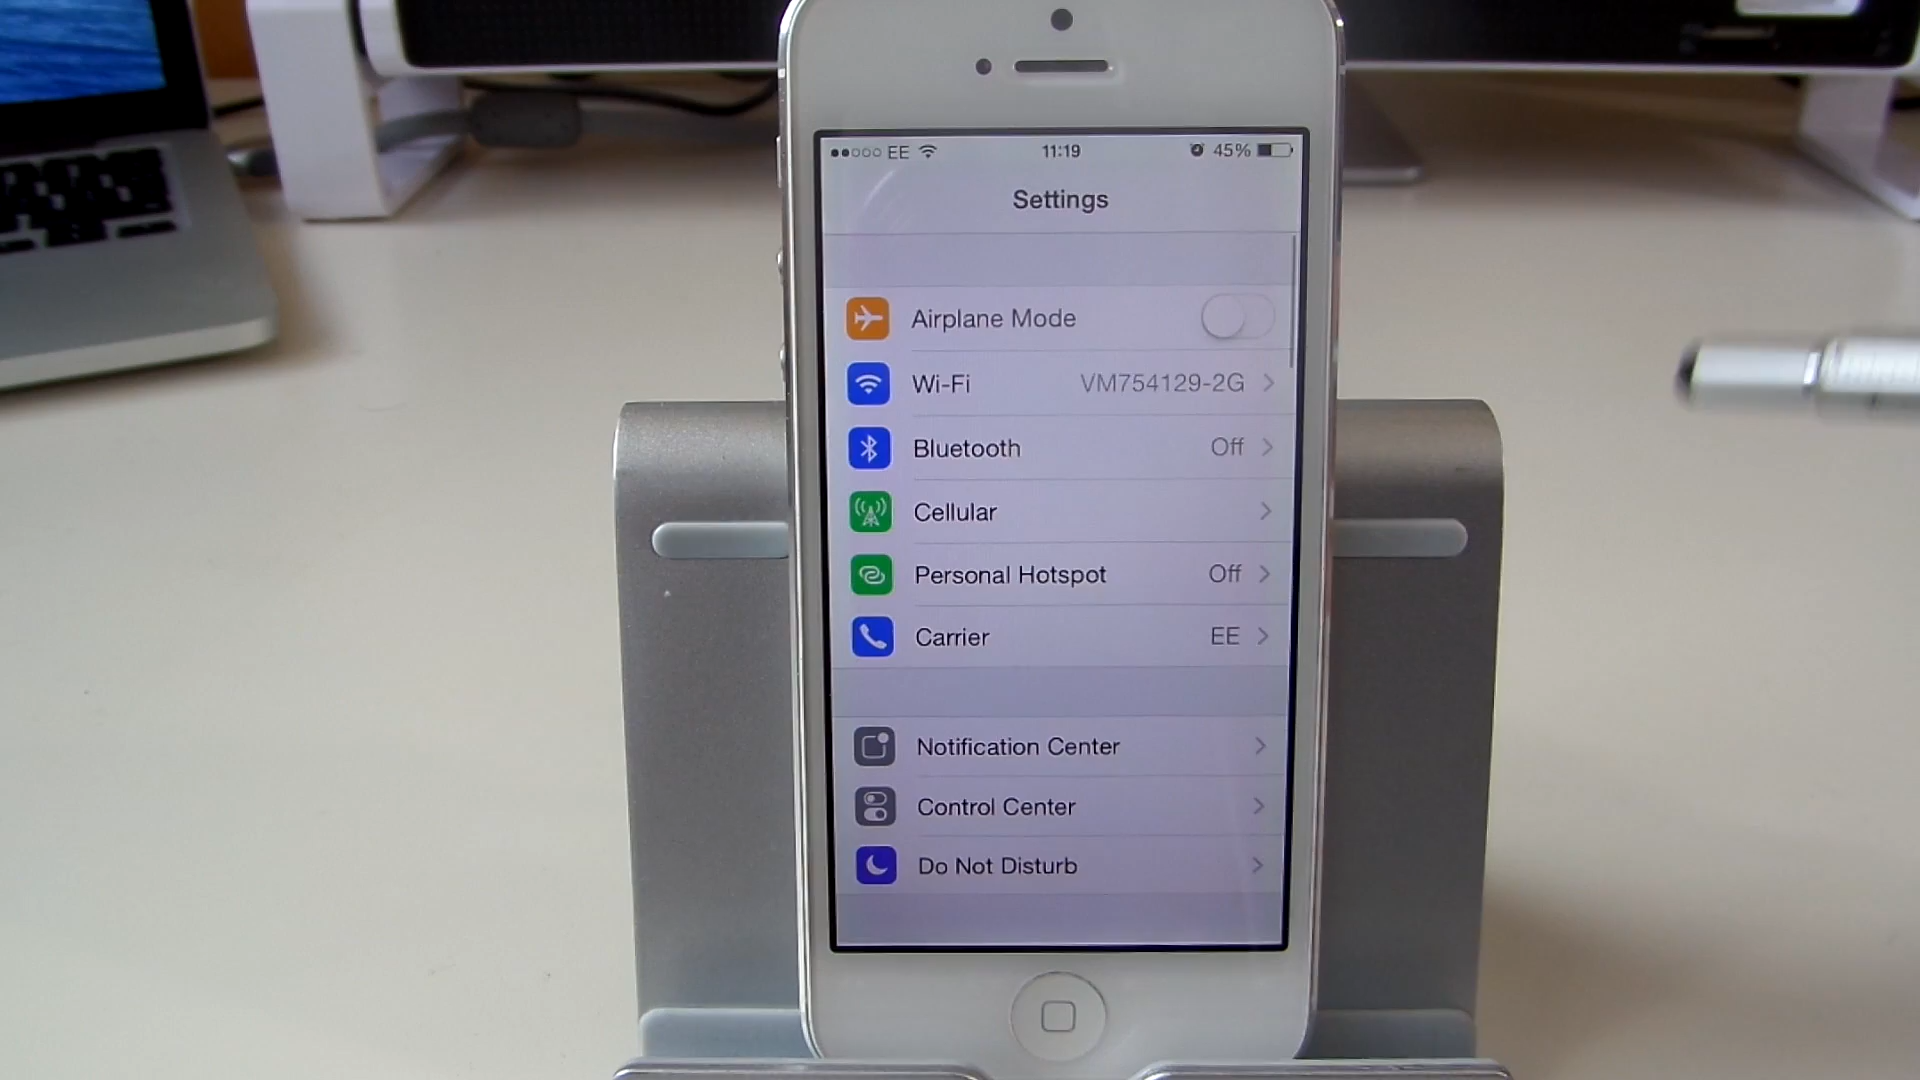 EE 11:19 45%
Settings
Airplane Mode
Wi-Fi VM754129-2G
Bluetooth Off
Cellular
Personal Hotspot Off
Carrier EE
Notification Center
Control Center
Do Not Disturb